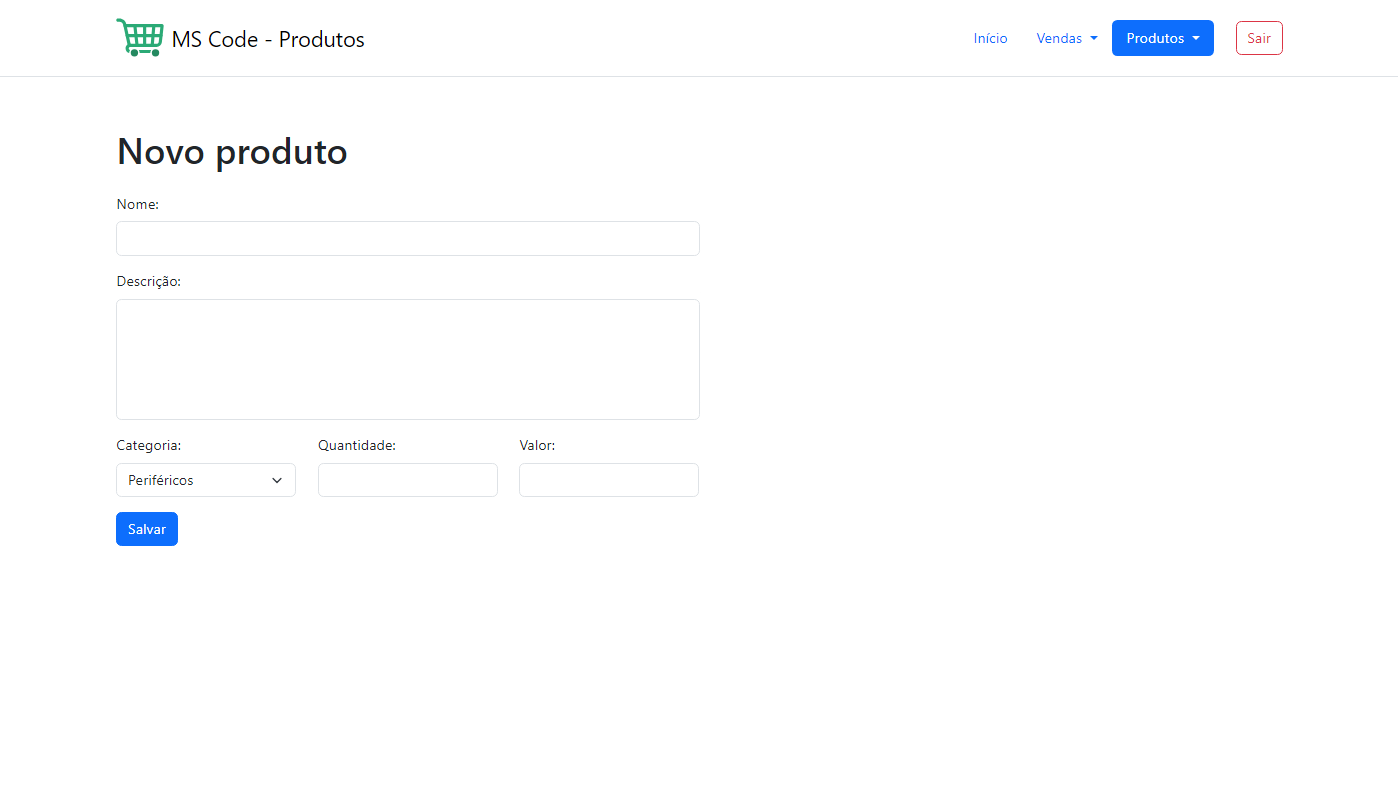 MS Code - Produtos
Início Vendas Produtos Sair
Novo produto
Nome:
Descrição:
Categoria: Quantidade: Valor:
Periféricos
Salvar